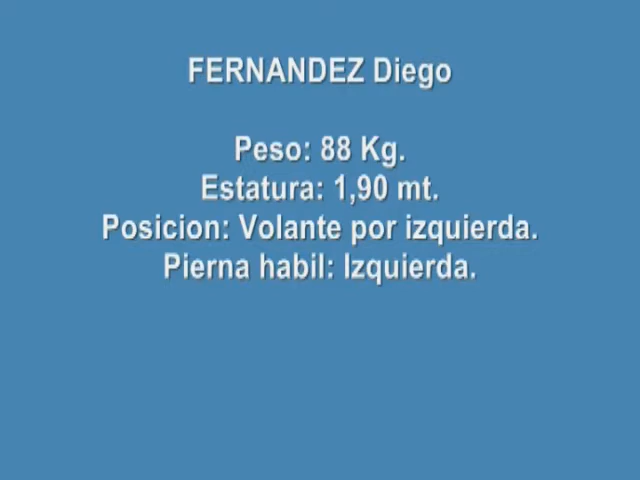 FERNANDEZ Diego
Peso: 88 Kg.
Estatura: 1,90 mt.
Posicion: Volante por izquierda.
Pierna habil: Izquierda.